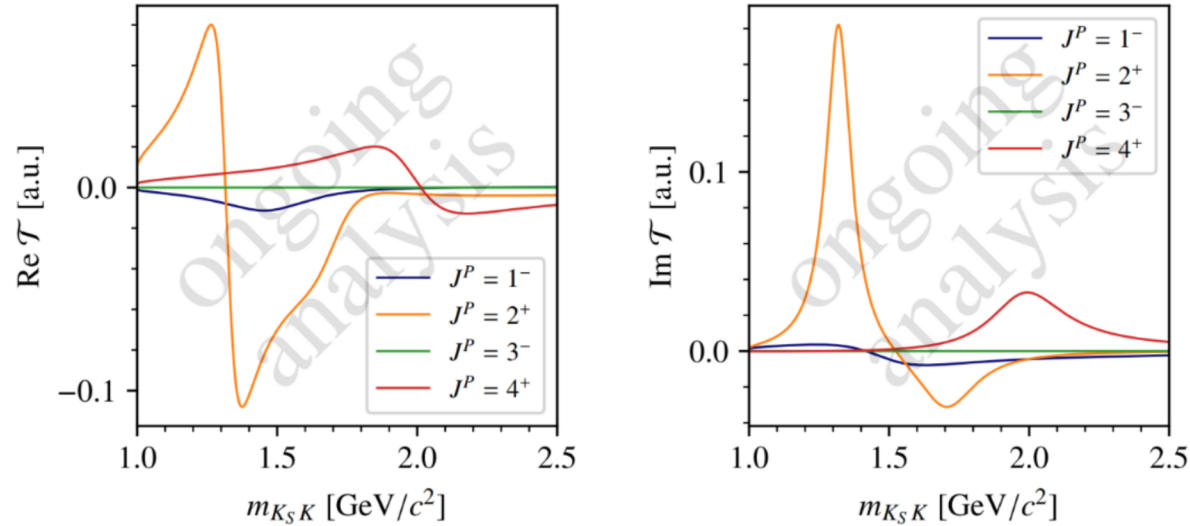 Re 𝒯 [a.u.]
0.0
−0.1
ongoing
analysis
J^P = 1^−
J^P = 2^+
J^P = 3^−
J^P = 4^+
1.0 1.5 2.0 2.5
m_{K_S K} [GeV/c^2]
Im 𝒯 [a.u.]
0.1
0.0
ongoing
analysis
J^P = 1^−
J^P = 2^+
J^P = 3^−
J^P = 4^+
1.0 1.5 2.0 2.5
m_{K_S K} [GeV/c^2]